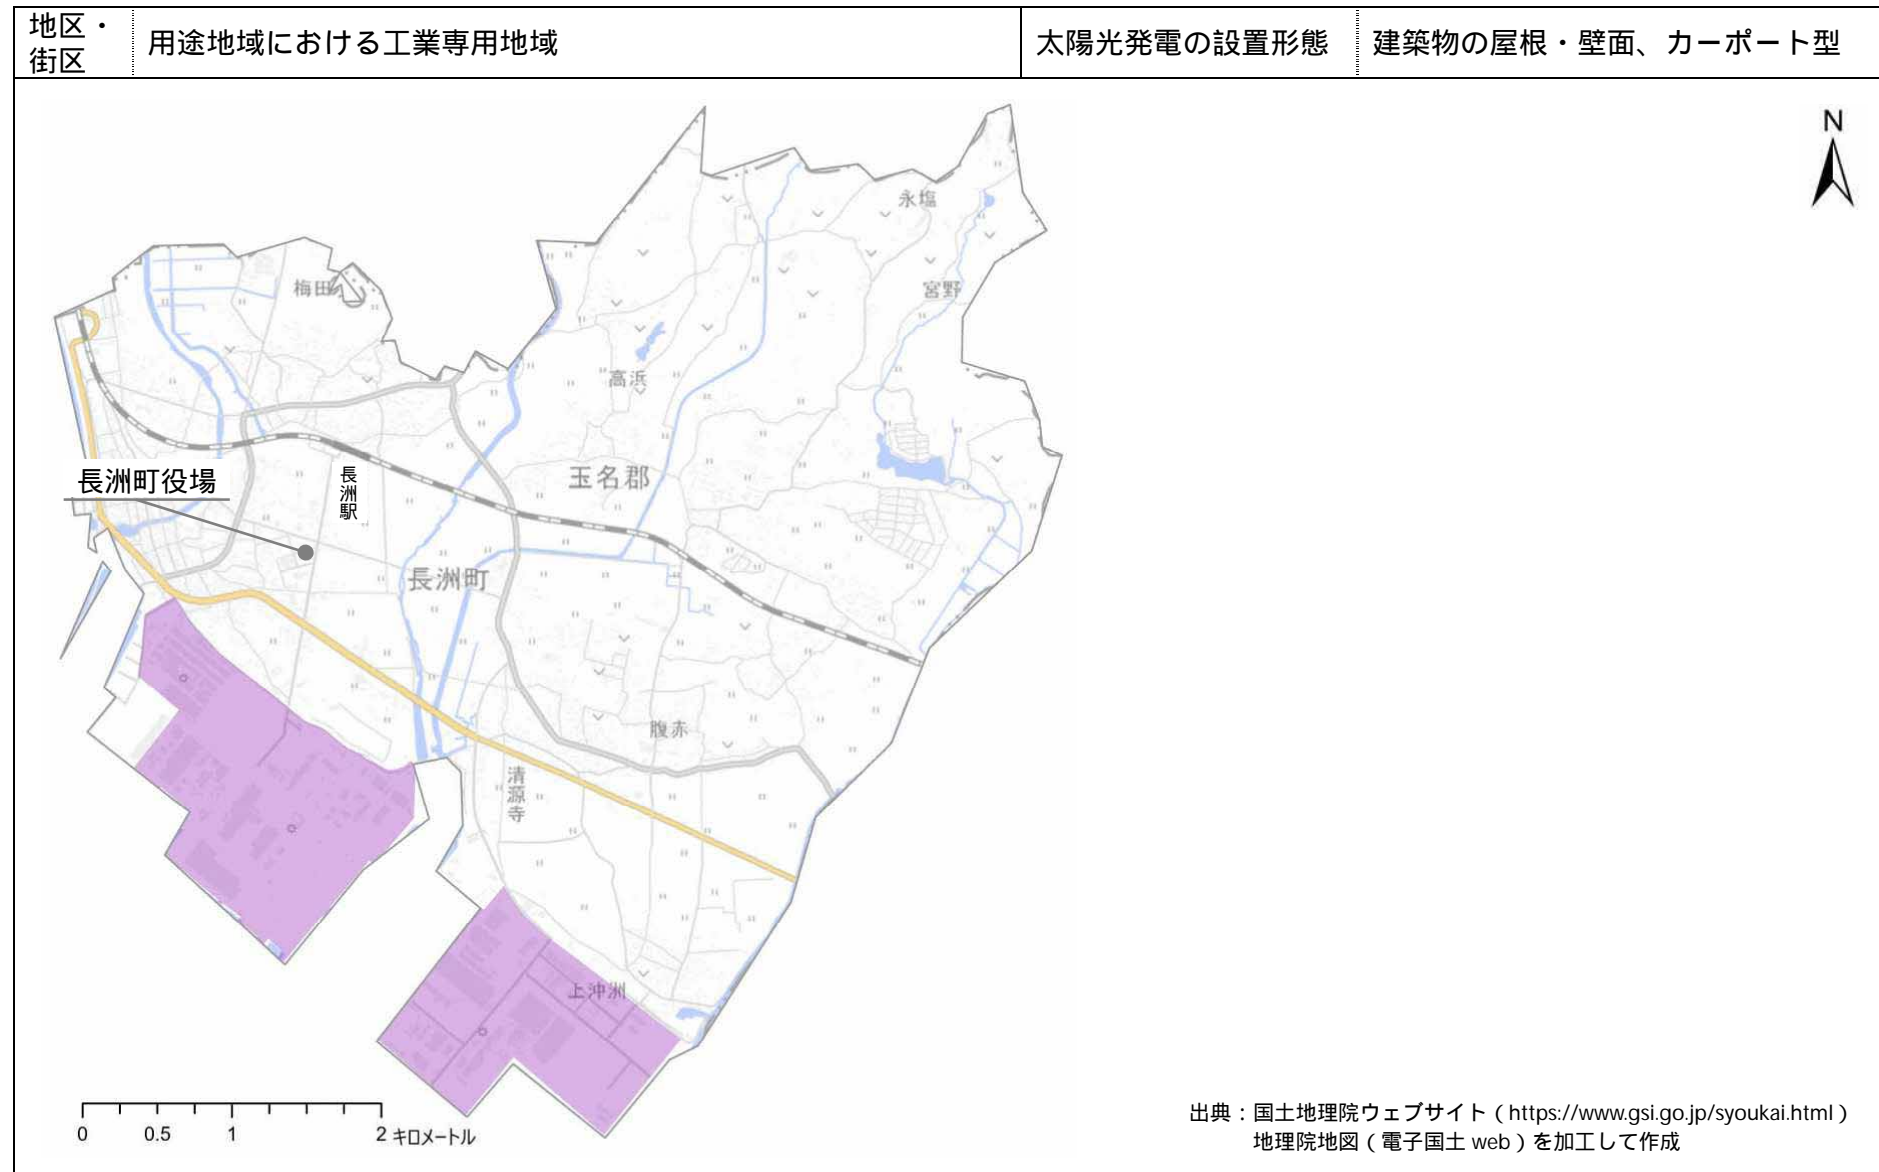 地区・
街区
用途地域における工業専用地域
太陽光発電の設置形態
建築物の屋根・壁面、カーポート型
N
永塩
梅田
宮野
高浜
玉名郡
長洲町役場
長洲駅
長洲町
腹赤
清源寺
上沖洲
0 0.5 1 2 キロメートル
出典：国土地理院ウェブサイト（https://www.gsi.go.jp/syoukai.html）
地理院地図（電子国土 web）を加工して作成